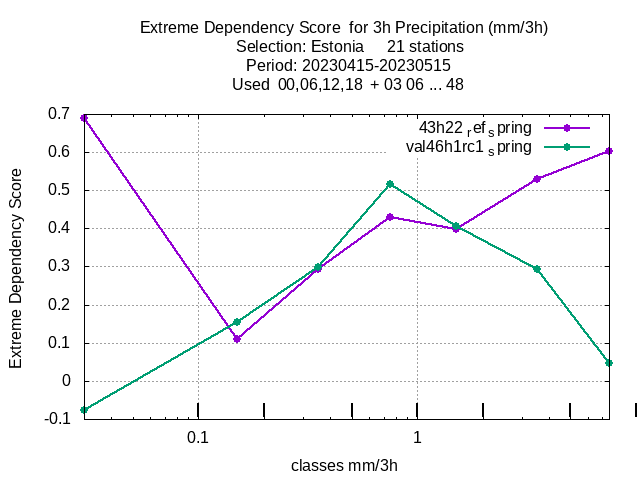 Extreme Dependency Score  for 3h Precipitation (mm/3h)
Selection: Estonia     21 stations
Period: 20230415-20230515
Used  00,06,12,18  + 03 06 ... 48
0.7
43h22 ref spring
0.6
val46h1rc1 spring
0.5
0.4
0.3
0.2
0.1
0
-0.1
Extreme Dependency Score
0.1 1
classes mm/3h